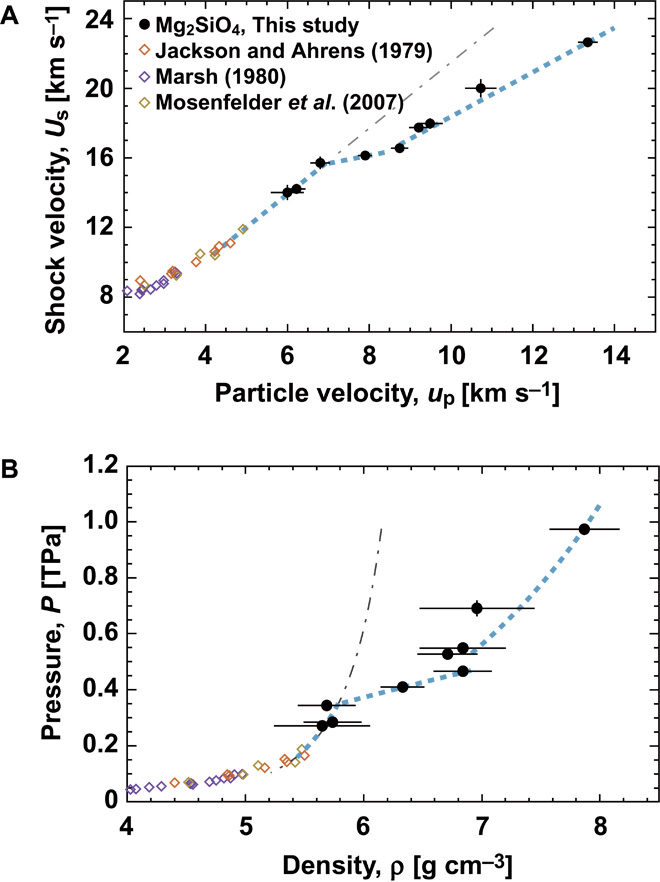 A
24
20
16
12
8
Shock velocity, Us [km s–1]
Mg2SiO4, This study
Jackson and Ahrens (1979)
Marsh (1980)
Mosenfelder et al. (2007)
2 4 6 8 10 12 14
Particle velocity, up [km s–1]
B
1.2
1.0
0.8
0.6
0.4
0.2
0
Pressure, P [TPa]
4 5 6 7 8
Density, ρ [g cm–3]